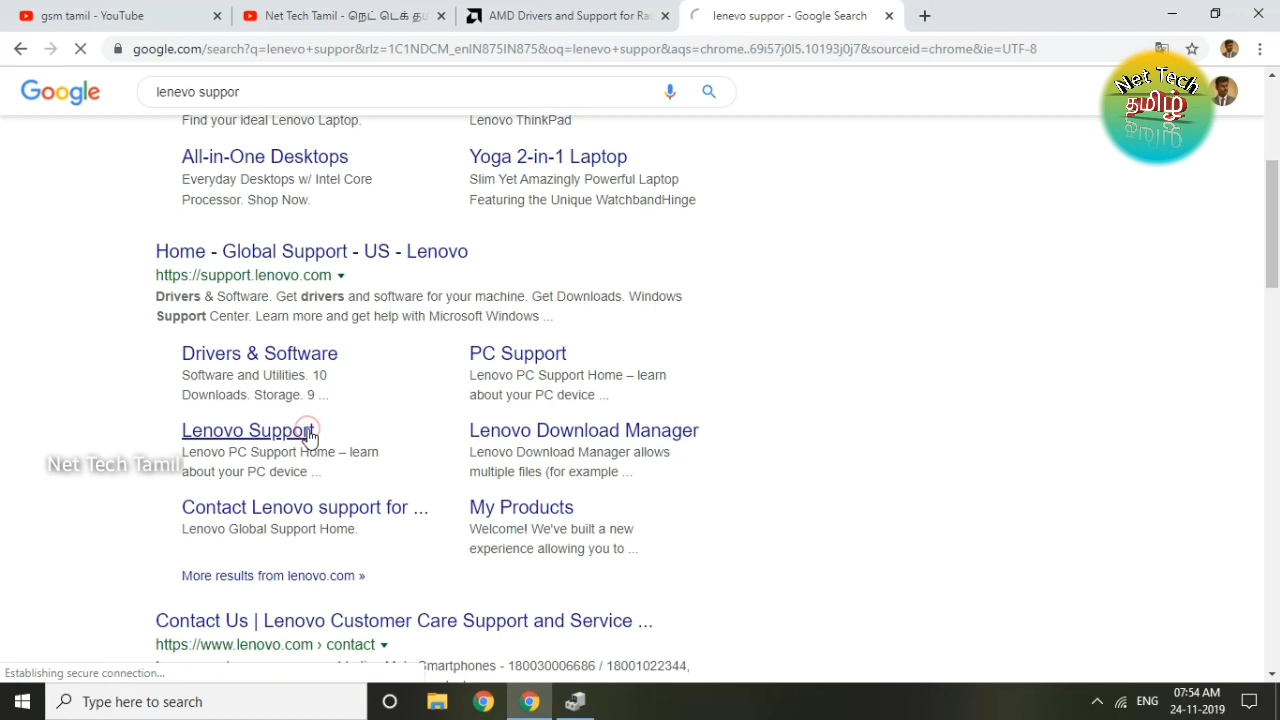 gsm tamil - YouTube
Net Tech Tamil - நெட் டெக் த
AMD Drivers and Support for Ra
lenevo suppor - Google Search
google.com/search?q=lenevo+suppor&rlz=1C1NDCM_enIN875IN875&oq=lenevo+suppor&aqs=chrome..69i57j0l5.10193j0j7&sourceid=chrome&ie=UTF-8
Google
lenevo suppor
Net Tech
தமிழ்
Find your ideal Lenovo Laptop.
Lenovo ThinkPad
All-in-One Desktops
Yoga 2-in-1 Laptop
Everyday Desktops w/ Intel Core
Slim Yet Amazingly Powerful Laptop
Processor. Shop Now.
Featuring the Unique WatchbandHinge
Home - Global Support - US - Lenovo
https://support.lenovo.com
Drivers & Software. Get drivers and software for your machine. Get Downloads. Windows
Support Center. Learn more and get help with Microsoft Windows ...
Drivers & Software
PC Support
Software and Utilities. 10
Lenovo PC Support Home – learn
Downloads. Storage. 9 ...
about your PC device ...
Lenovo Support
Lenovo Download Manager
Lenovo PC Support Home – learn
Lenovo Download Manager allows
Net Tech Tamil
about your PC device ...
multiple files (for example ...
Contact Lenovo support for ...
My Products
Lenovo Global Support Home.
Welcome! We've built a new
experience allowing you to ...
More results from lenovo.com »
Contact Us | Lenovo Customer Care Support and Service ...
https://www.lenovo.com › contact
Smartphones - 180030006686 / 18001022344,
Establishing secure connection...
Type here to search
ENG
07:54 AM
24-11-2019